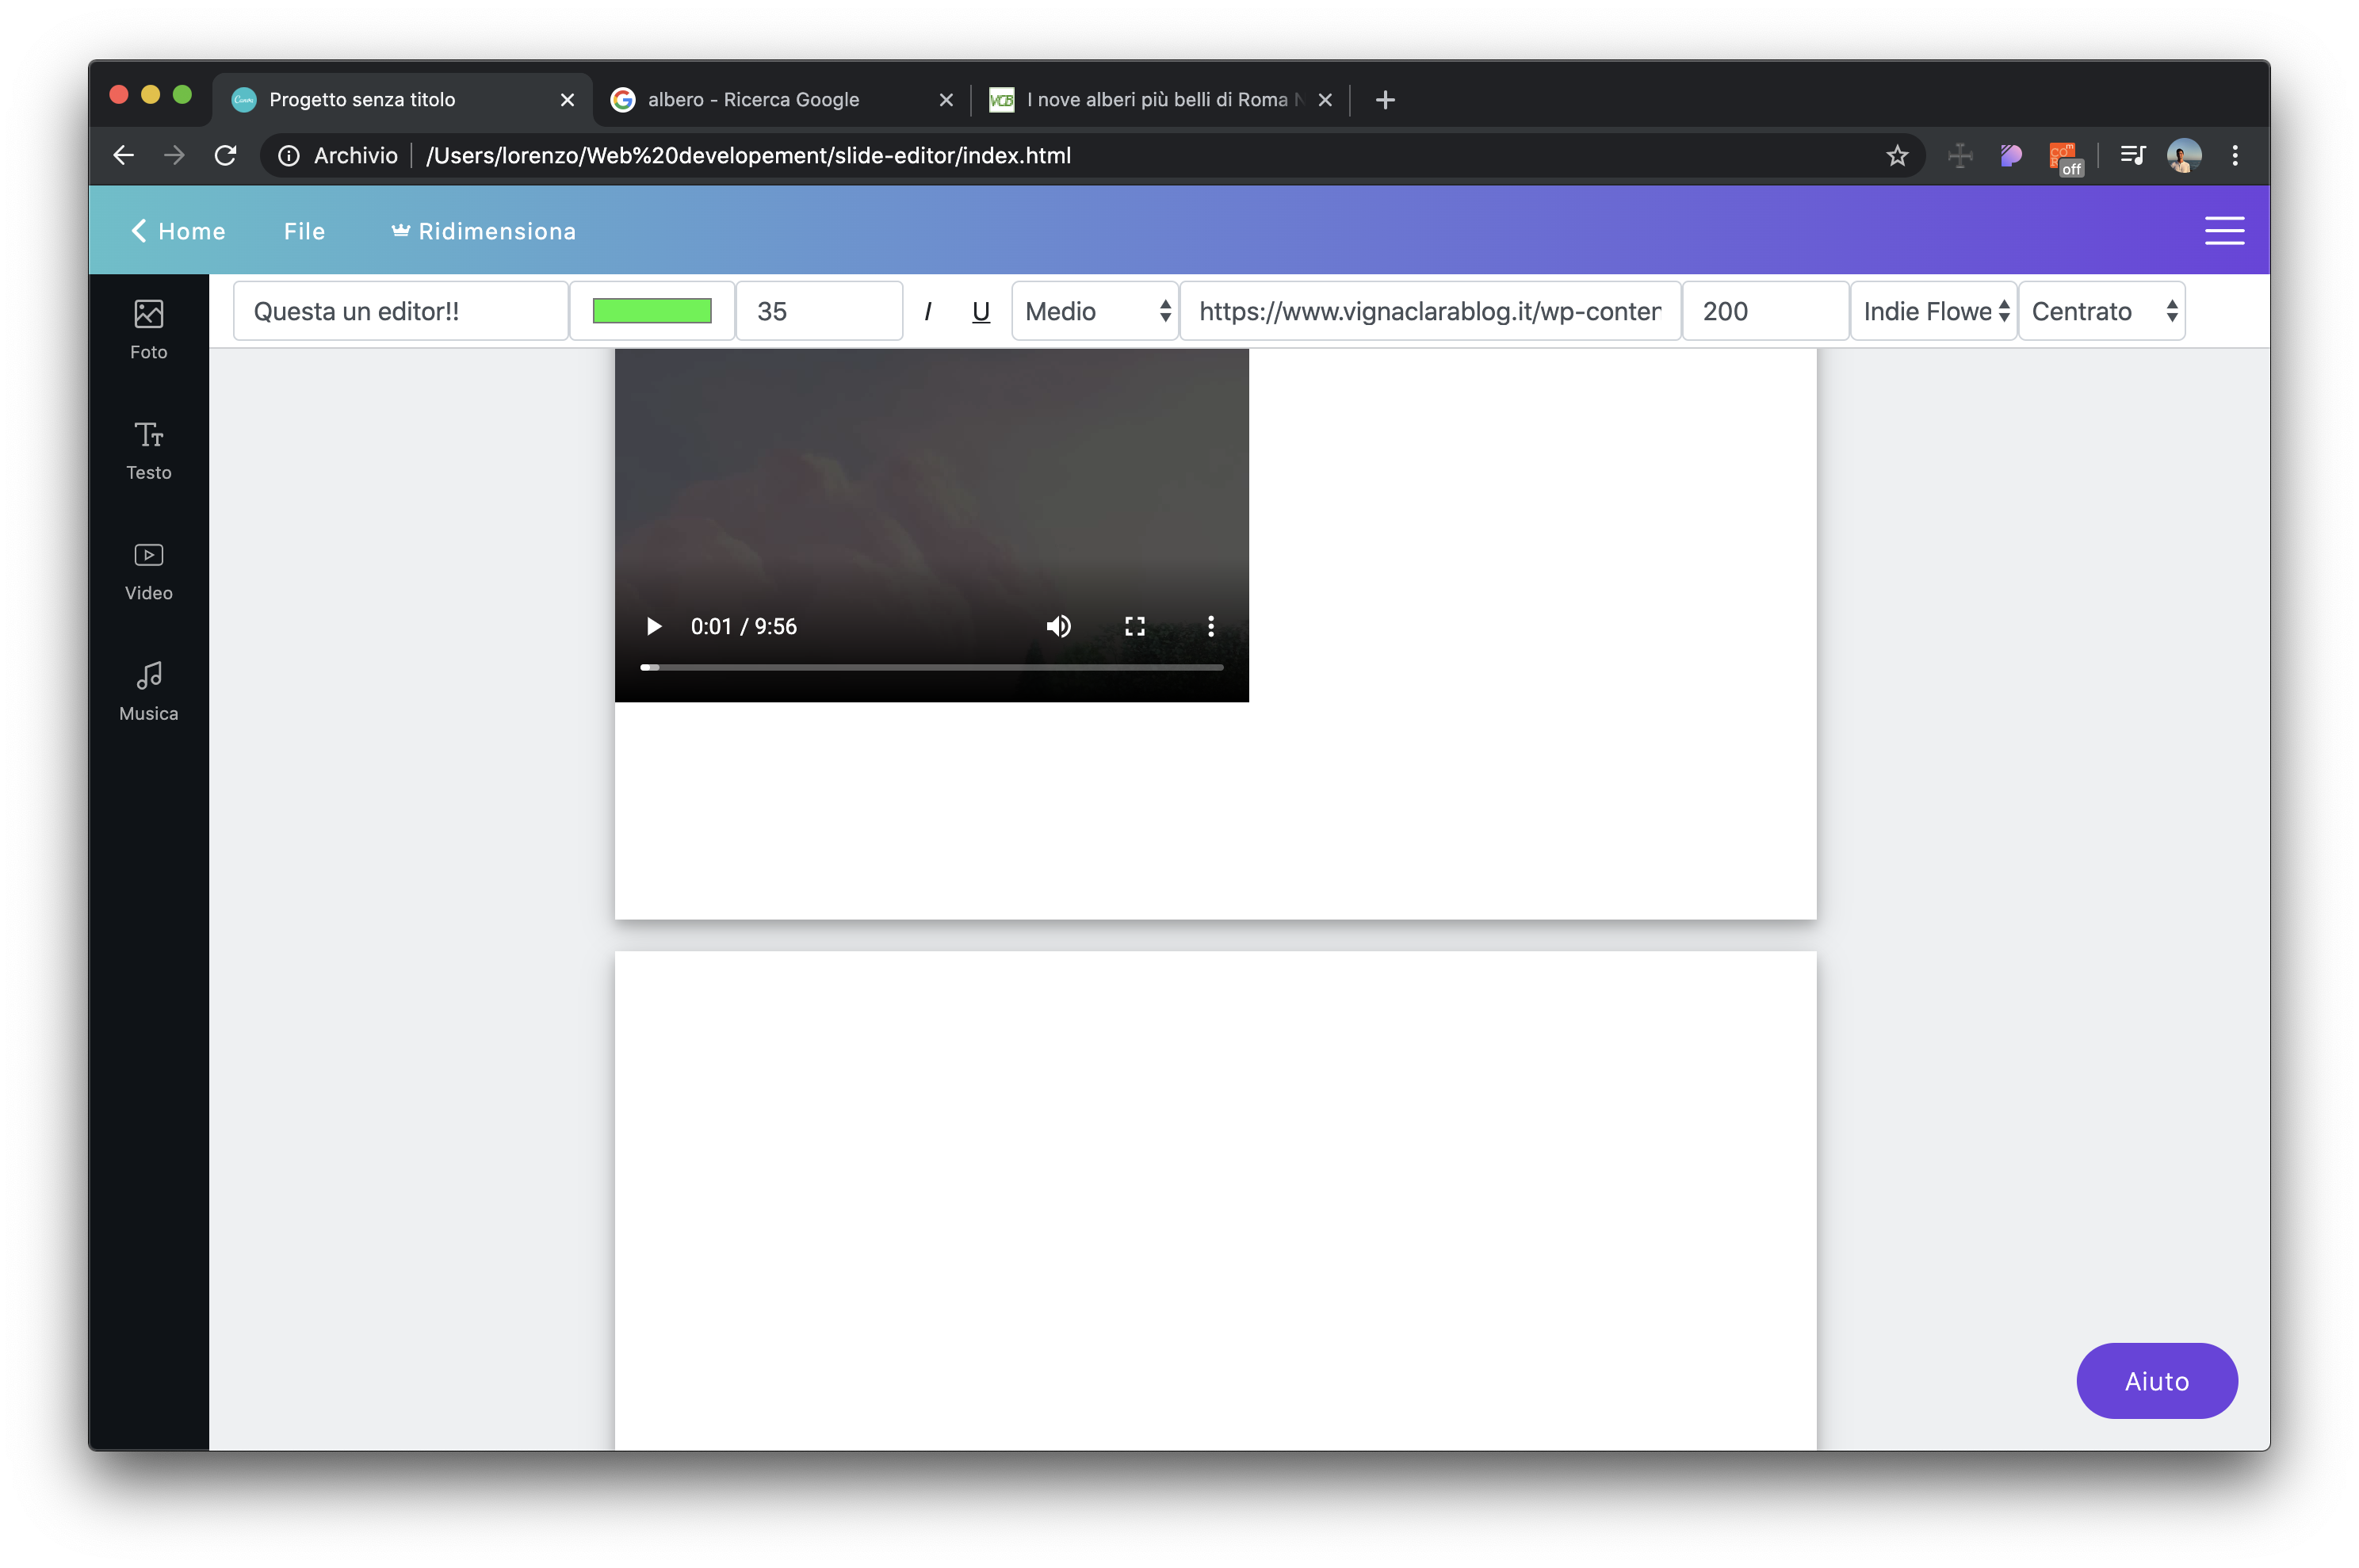 Progetto senza titolo
albero - Ricerca Google
VCB
I nove alberi più belli di Roma N
Archivio
/Users/lorenzo/Web%20developement/slide-editor/index.html
off
Home
File
Ridimensiona
Questa un editor!!
35
I
U
Medio
https://www.vignaclarablog.it/wp-conter
200
Indie Flowe
Centrato
Foto
Testo
Video
Musica
0:01 / 9:56
Aiuto